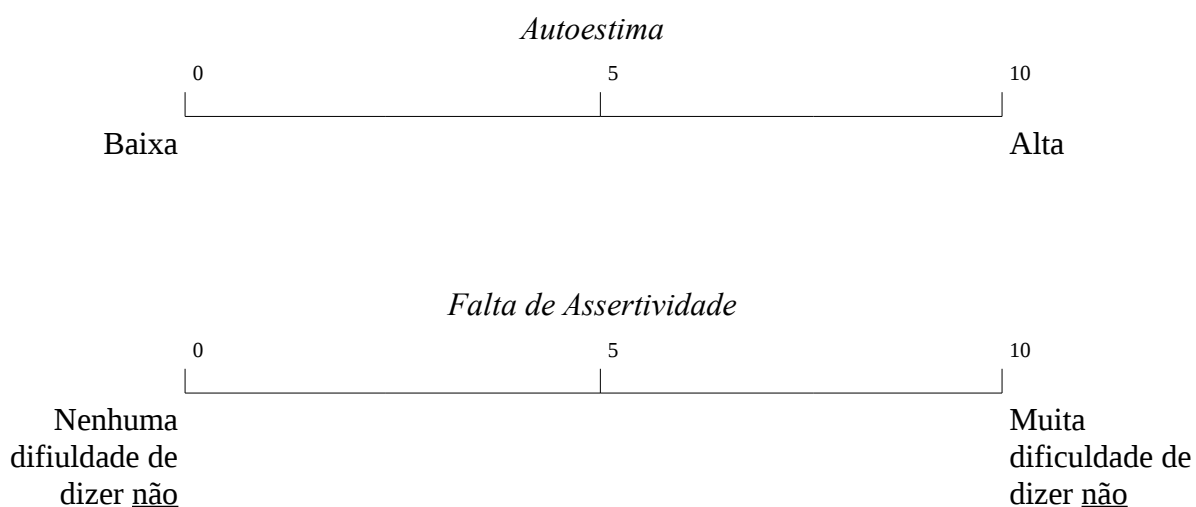 Autoestima
0 5 10
Baixa Alta
Falta de Assertividade
0 5 10
Nenhuma Muita
difiuldade de dificuldade de
dizer não dizer não